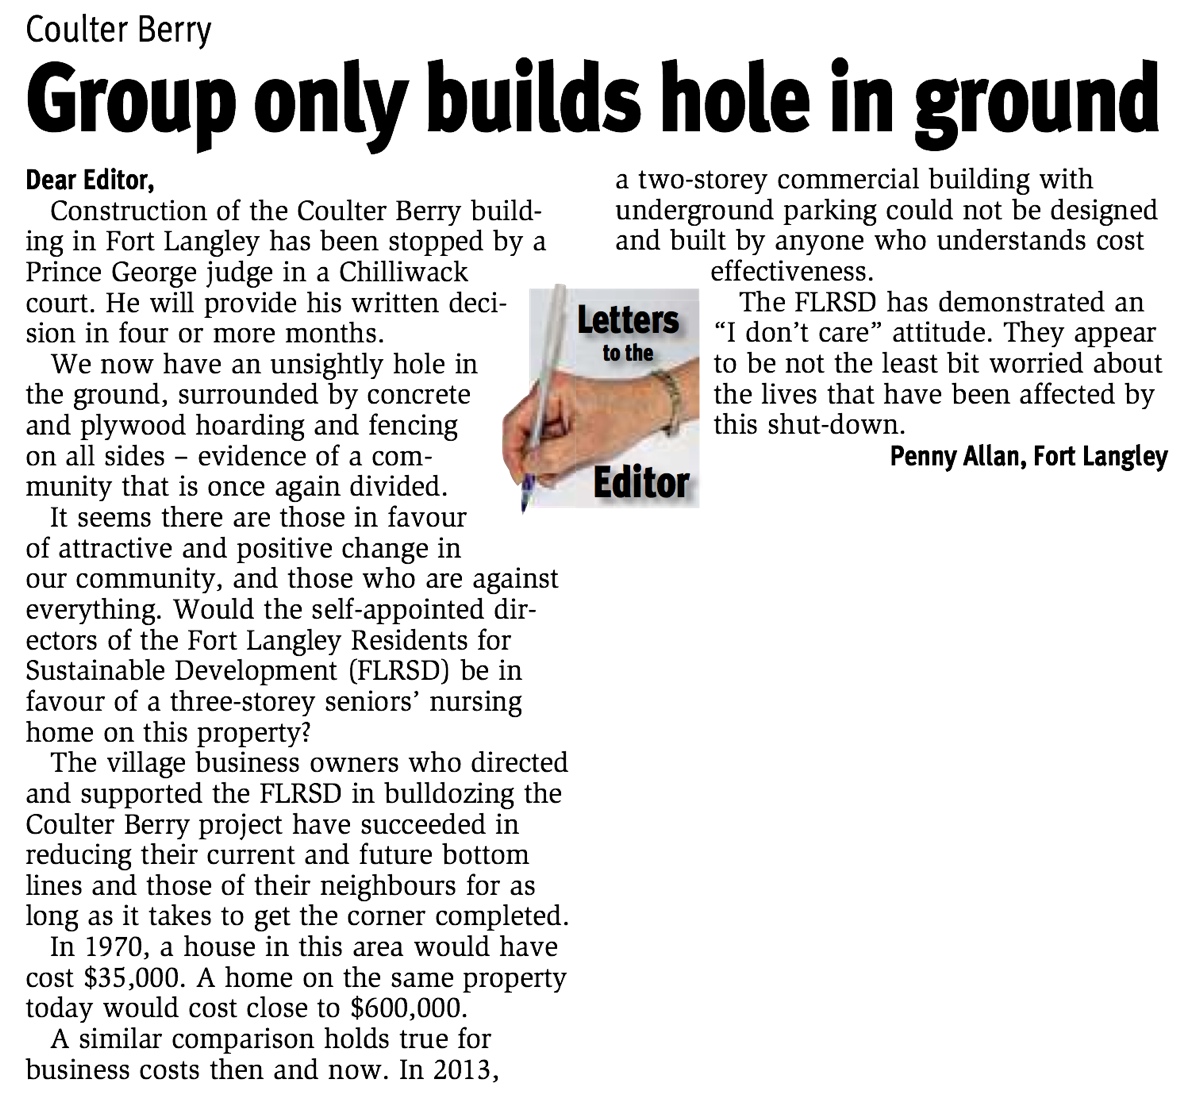 Coulter Berry
Group only builds hole in ground
Dear Editor,
Construction of the Coulter Berry build-
ing in Fort Langley has been stopped by a
Prince George judge in a Chilliwack
court. He will provide his written deci-
sion in four or more months.
We now have an unsightly hole in
the ground, surrounded by concrete
and plywood hoarding and fencing
on all sides – evidence of a com-
munity that is once again divided.
It seems there are those in favour
of attractive and positive change in
our community, and those who are against
everything. Would the self-appointed dir-
ectors of the Fort Langley Residents for
Sustainable Development (FLRSD) be in
favour of a three-storey seniors’ nursing
home on this property?
The village business owners who directed
and supported the FLRSD in bulldozing the
Coulter Berry project have succeeded in
reducing their current and future bottom
lines and those of their neighbours for as
long as it takes to get the corner completed.
In 1970, a house in this area would have
cost $35,000. A home on the same property
today would cost close to $600,000.
A similar comparison holds true for
business costs then and now. In 2013,
a two-storey commercial building with
underground parking could not be designed
and built by anyone who understands cost
effectiveness.
The FLRSD has demonstrated an
“I don’t care” attitude. They appear
to be not the least bit worried about
the lives that have been affected by
this shut-down.
Penny Allan, Fort Langley
Letters
to the
Editor